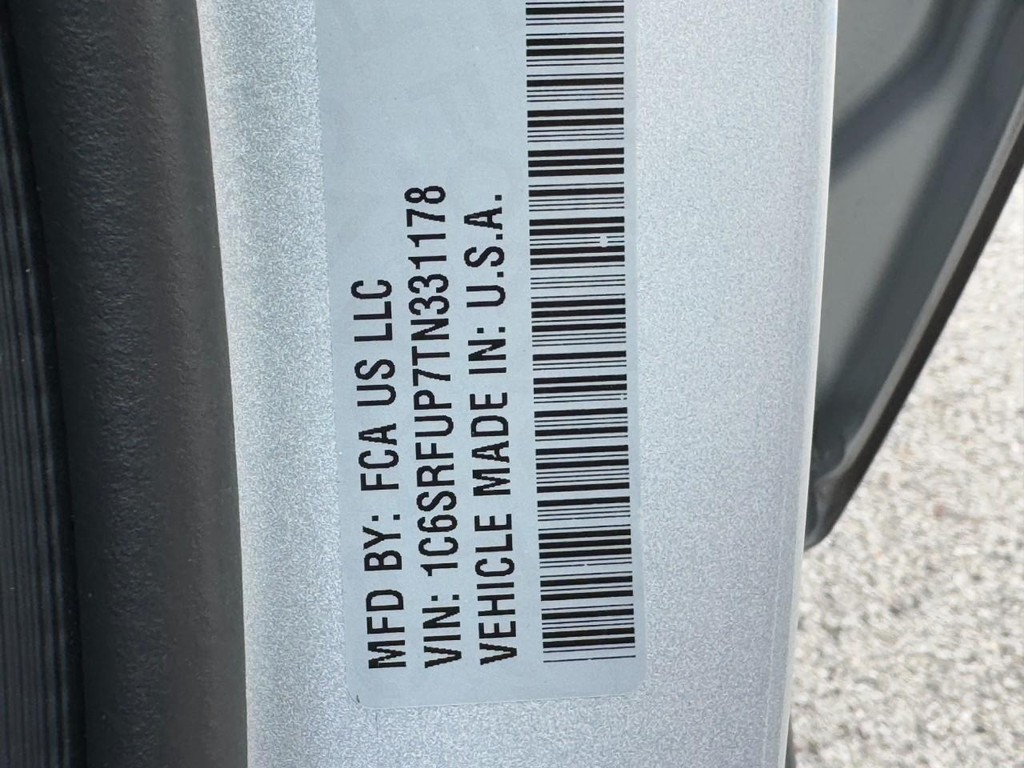 MFD BY: FCA US LLC
VIN: 1C6SRFUP7TN331178
VEHICLE MADE IN: U.S.A.